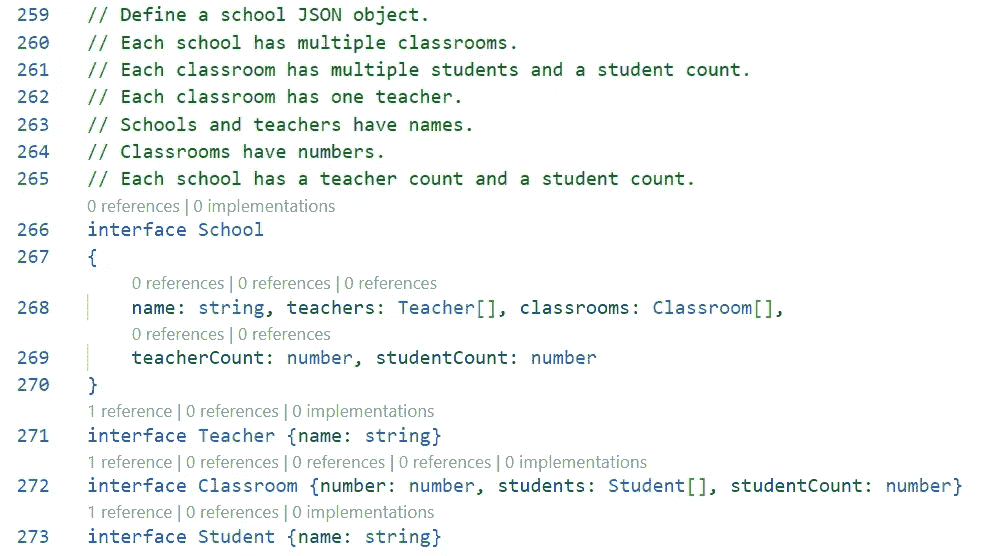 259 // Define a school JSON object.
260 // Each school has multiple classrooms.
261 // Each classroom has multiple students and a student count.
262 // Each classroom has one teacher.
263 // Schools and teachers have names.
264 // Classrooms have numbers.
265 // Each school has a teacher count and a student count.
0 references | 0 implementations
266 interface School
267 {
0 references | 0 references | 0 references
268 name: string, teachers: Teacher[], classrooms: Classroom[],
0 references | 0 references
269 teacherCount: number, studentCount: number
270 }
1 reference | 0 references | 0 implementations
271 interface Teacher {name: string}
1 reference | 0 references | 0 references | 0 references | 0 implementations
272 interface Classroom {number: number, students: Student[], studentCount: number}
1 reference | 0 references | 0 implementations
273 interface Student {name: string}